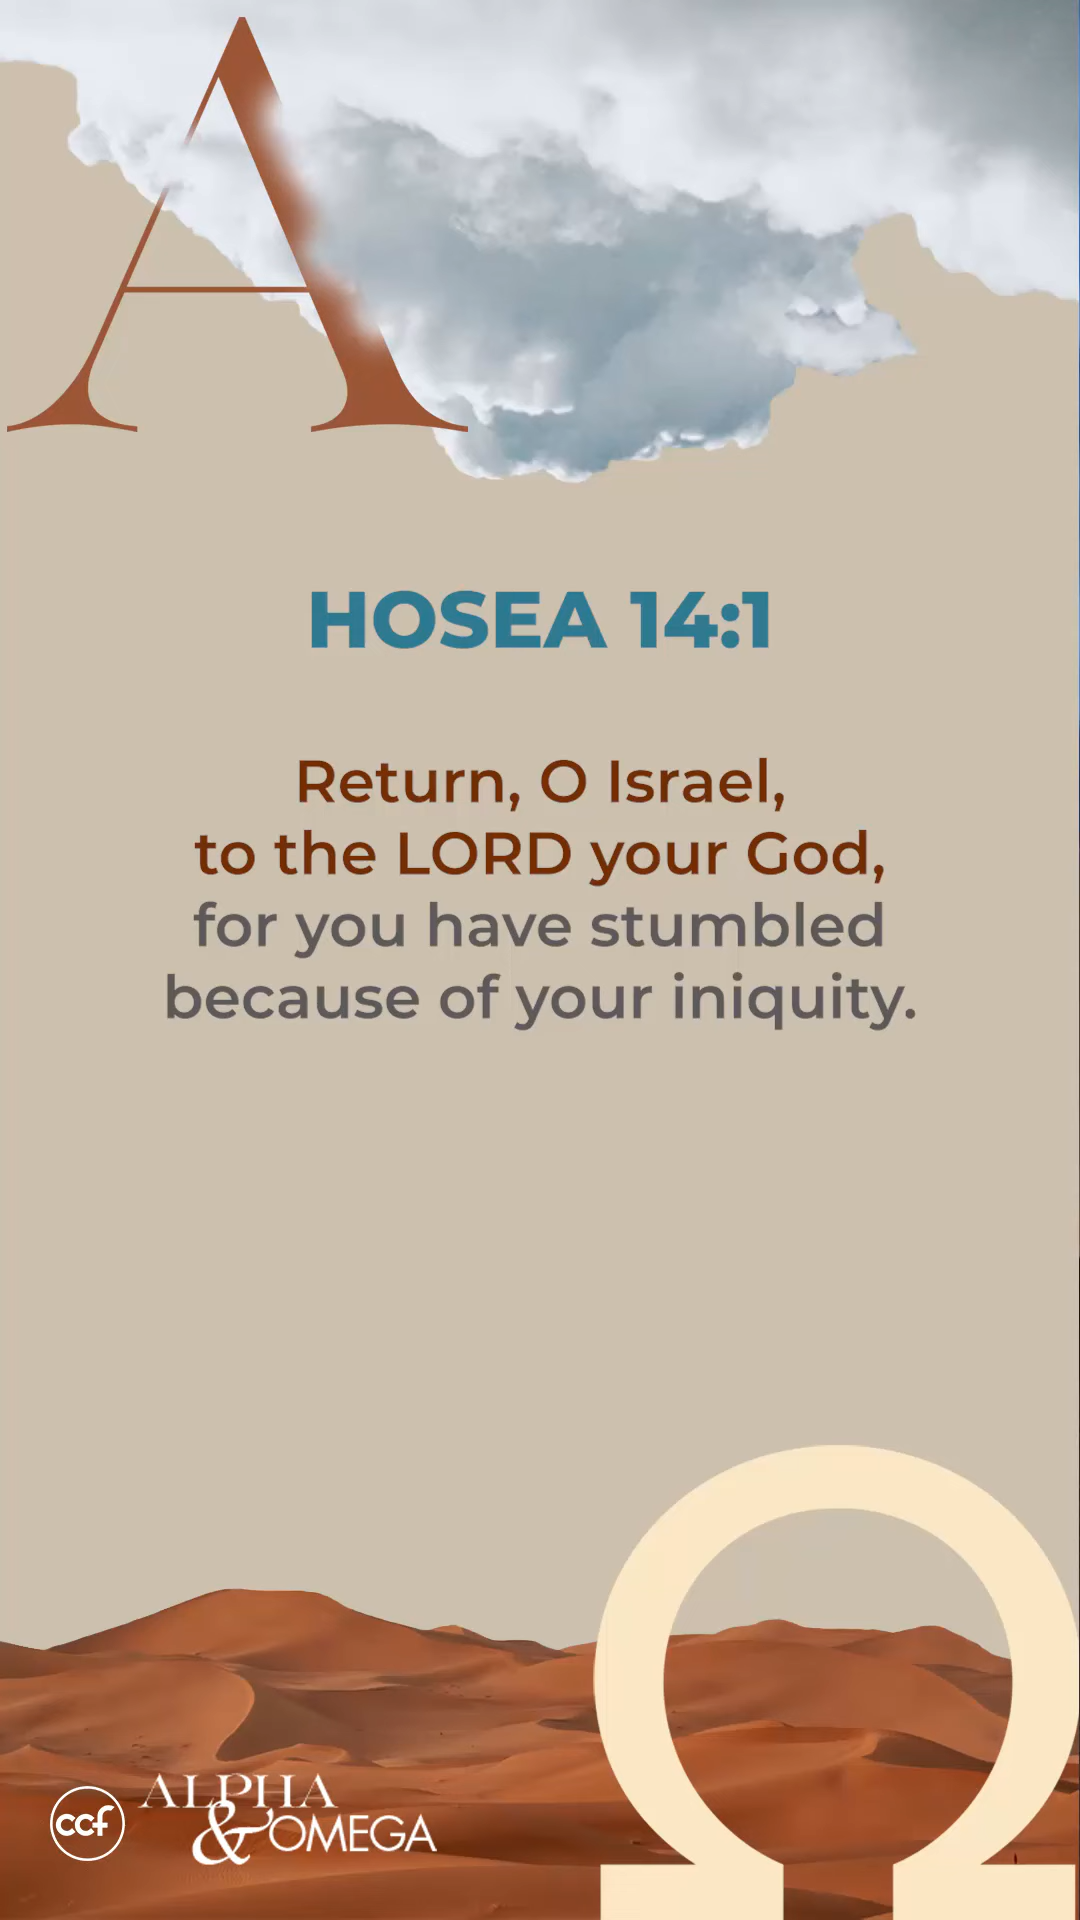 A
HOSEA 14:1
Return, O Israel,
to the LORD your God,
for you have stumbled
because of your iniquity.
Ω
ccf
ALPHA
& OMEGA